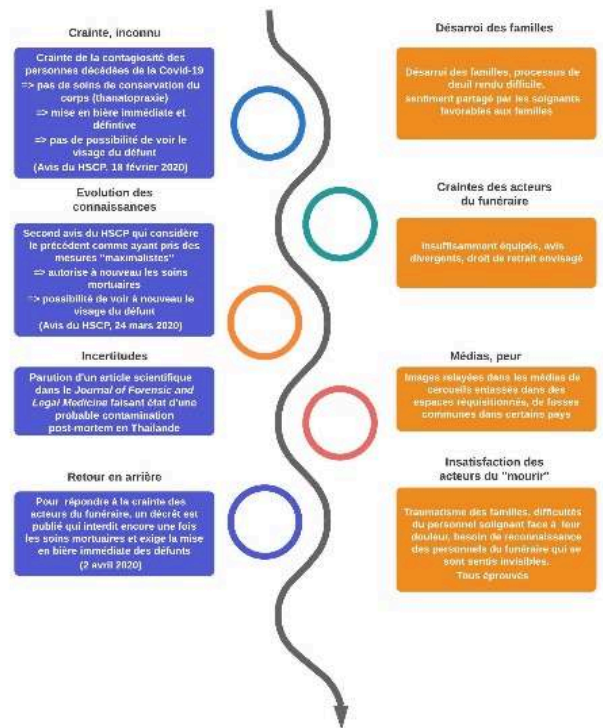 Crainte, inconnu
Crainte de la contagiosité des
personnes décédées de la Covid-19
=> pas de soins de conservation du
corps (thanatopraxie)
=> mise en bière immédiate et
défintive
=> pas de possibilité de voir le
visage du défunt
(Avis du HSCP, 18 février 2020)
Désarroi des familles
Désarroi des familles, processus de
deuil rendu difficile,
sentiment partagé par les soignants
favorables aux familles
Evolution des
connaissances
Second avis du HSCP qui considère
le précédent comme ayant pris des
mesures "maximalistes"
=> autorise à nouveau les soins
mortuaires
=> possibilité de voir à nouveau le
visage du défunt
(Avis du HSCP, 24 mars 2020)
Craintes des acteurs
du funéraire
Insuffisamment équipés, avis
divergents, droit de retrait envisagé
Incertitudes
Parution d'un article scientifique
dans le Journal of Forensic and
Legal Medicine faisant état d'une
probable contamination
post-mortem en Thaïlande
Médias, peur
Images relayées dans les médias de
cercueils entassés dans des
espaces réquisitionnés, de fosses
communes dans certains pays
Retour en arrière
Pour répondre à la crainte des
acteurs du funéraire, un décret est
publié qui interdit encore une fois
les soins mortuaires et exige la mise
en bière immédiate des défunts
(2 avril 2020)
Insatisfaction des
acteurs du "mourir"
Traumatisme des familles, difficultés
du personnel soignant face à leur
douleur, besoin de reconnaissance
des personnels du funéraire qui se
sont sentis invisibles.
Tous éprouvés